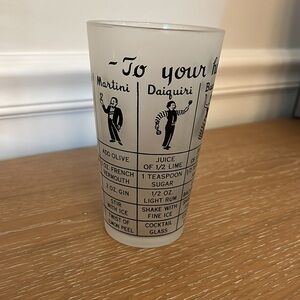 - To your h
Martini
Daiquiri
ADD OLIVE
OZ. FRENCH
VERMOUTH
OZ. GIN
STIR
WITH ICE
TWIST OF
LEMON PEEL
JUICE
OF 1/2 LIME
1 TEASPOON
SUGAR
1/2 OZ.
LIGHT RUM
SHAKE WITH
FINE ICE
COCKTAIL
GLASS